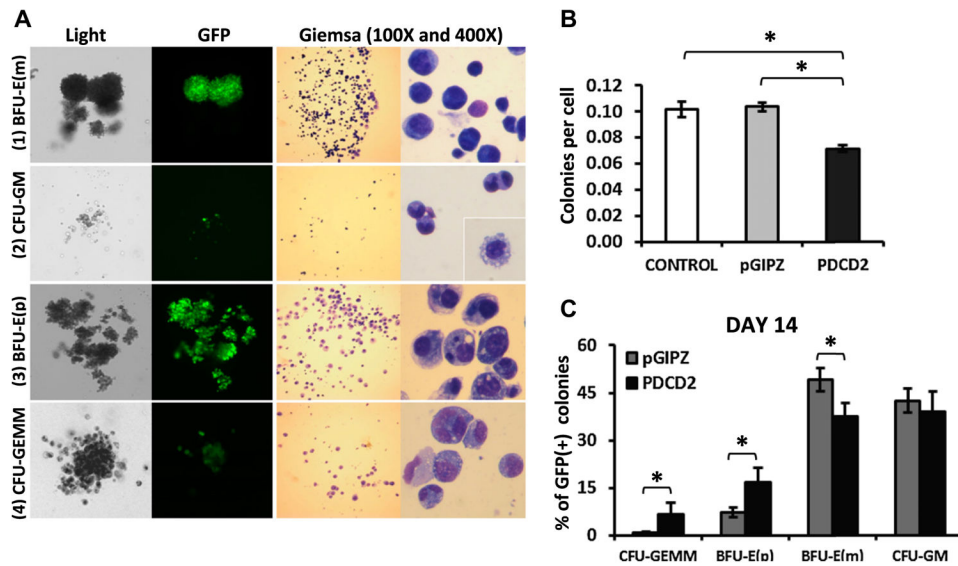 A
Light GFP Giemsa (100X and 400X)
(1) BFU-E(m)
(2) CFU-GM
(3) BFU-E(p)
(4) CFU-GEMM
B
Colonies per cell
*
*
0.12
0.10
0.08
0.06
0.04
0.02
0.00
CONTROL pGIPZ PDCD2
C
DAY 14
% of GFP(+) colonies
60
45
30
15
0
pGIPZ
PDCD2
*
*
*
CFU-GEMM BFU-E(p) BFU-E(m) CFU-GM